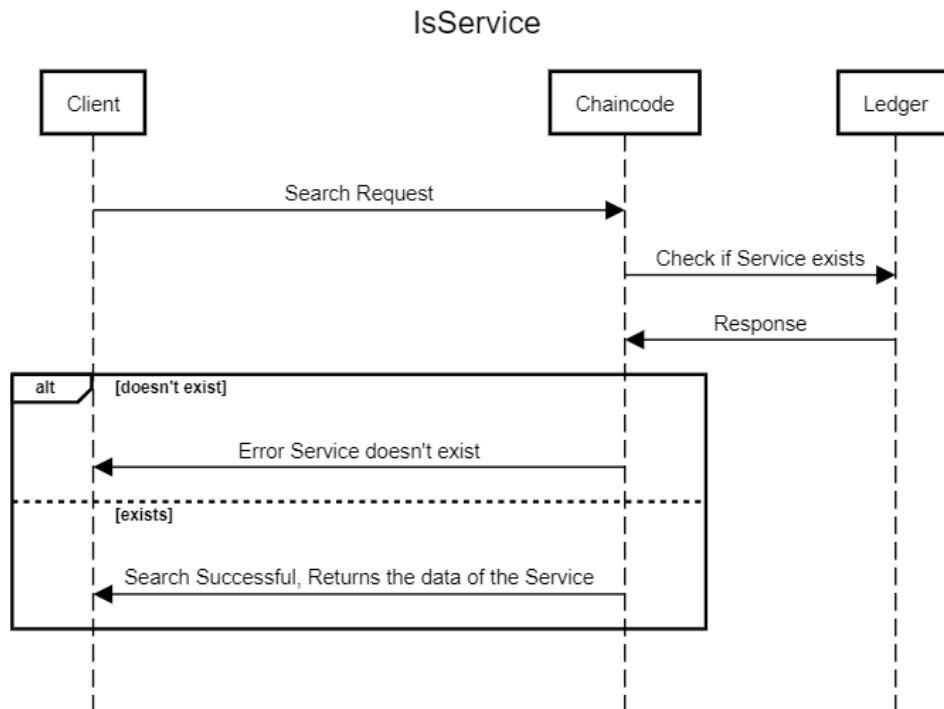 IsService
Client
Chaincode
Ledger
Search Request
Check if Service exists
Response
alt
[doesn't exist]
Error Service doesn't exist
[exists]
Search Successful, Returns the data of the Service